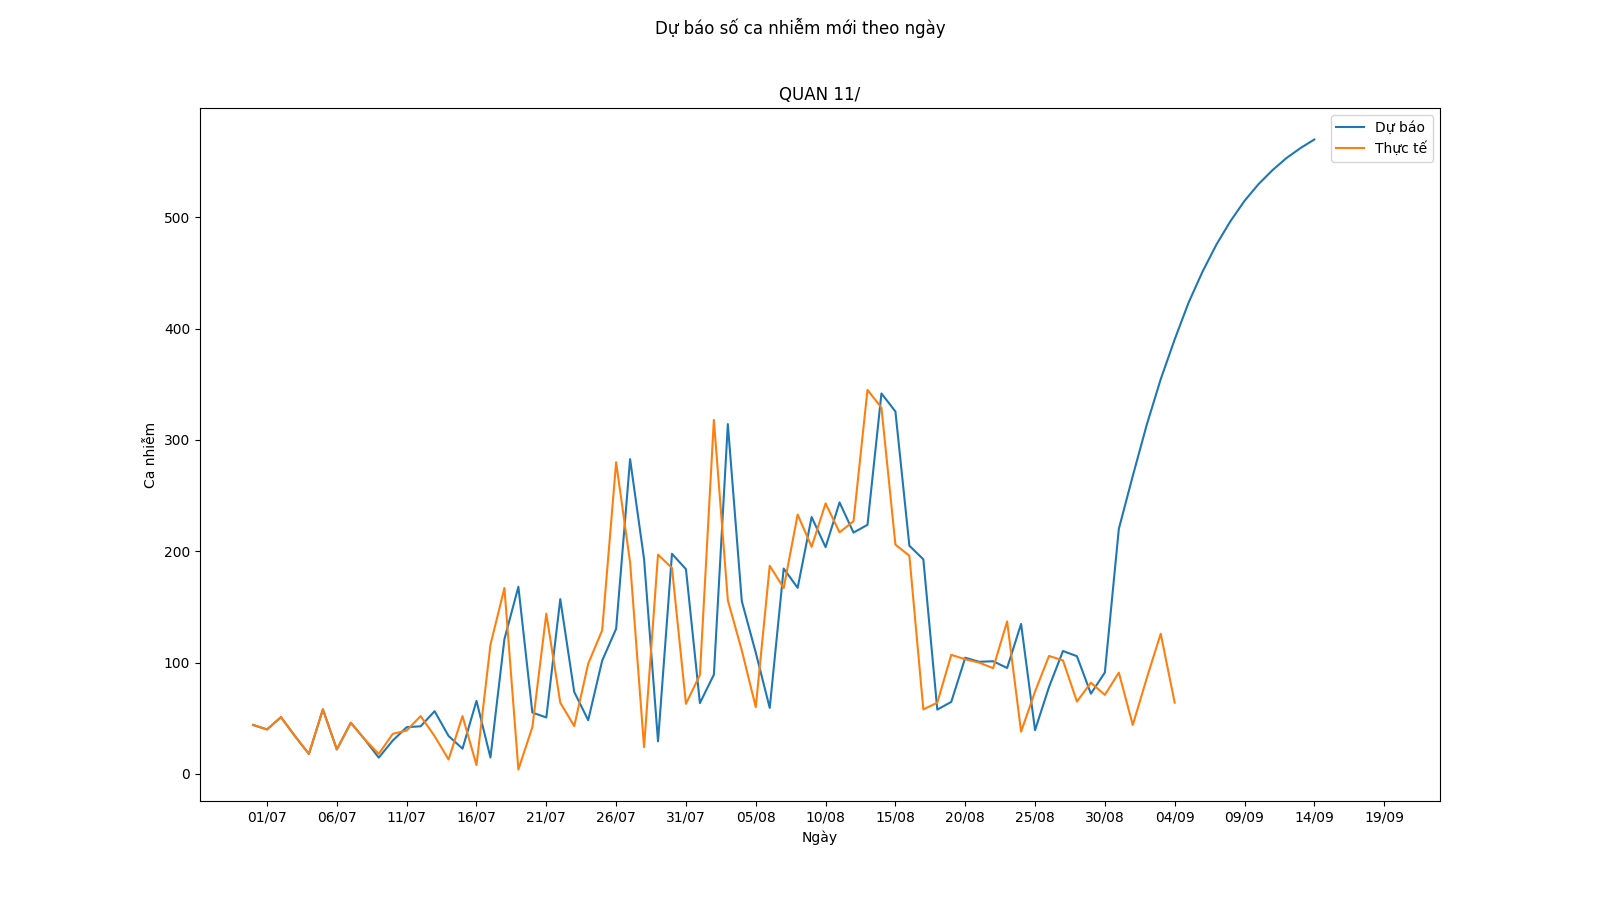 Dự báo số ca nhiễm mới theo ngày
QUAN 11/
Dự báo
Thực tế
500
400
300
200
100
0
Ca nhiễm
01/07 06/07 11/07 16/07 21/07 26/07 31/07 05/08 10/08 15/08 20/08 25/08 30/08 04/09 09/09 14/09 19/09
Ngày